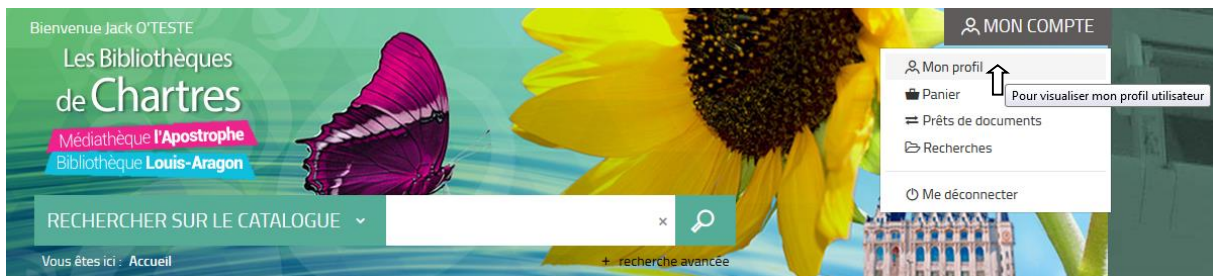 Bienvenue Jack O'TESTE
MON COMPTE
Les Bibliothèques
de Chartres
Médiathèque l'Apostrophe
Bibliothèque Louis-Aragon
Mon profil
Pour visualiser mon profil utilisateur
Panier
Prêts de documents
Recherches
Me déconnecter
RECHERCHER SUR LE CATALOGUE
×
Vous êtes ici : Accueil
+ recherche avancée